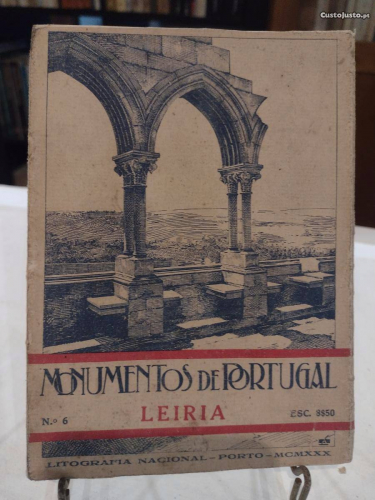 CustoJusto.pt
MONUMENTOS DE PORTUGAL
LEIRIA
N.º 6
ESC. 8$50
LITOGRAFIA NACIONAL - PORTO - MCMXXX